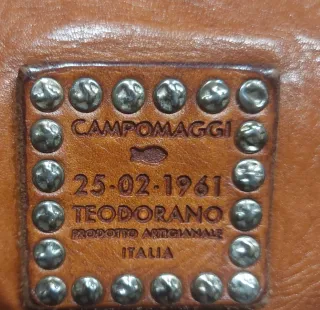 CAMPOMAGGI
25-02-1961
TEODORANO
PRODOTTO ARTIGIANALE
ITALIA